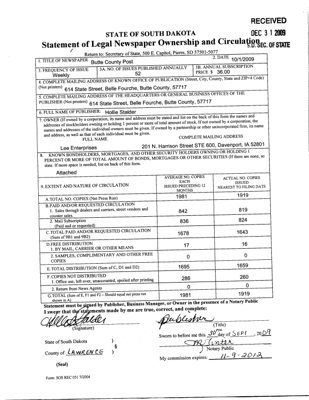 RECEIVED
DEC 31 2009
S.D. SEC. OF STATE
STATE OF SOUTH DAKOTA
Statement of Legal Newspaper Ownership and Circulation
Return to: Secretary of State, 500 E. Capitol, Pierre, SD 57501-5077
1. TITLE OF NEWSPAPER Butte County Post
2. DATE 10/1/2009
3. FREQUENCY OF ISSUE Weekly
3A. NO. OF ISSUES PUBLISHED ANNUALLY 52
3B. ANNUAL SUBSCRIPTION PRICE $ 36.00
4. COMPLETE MAILING ADDRESS OF KNOWN OFFICE OF PUBLICATION (Street, City, County, State and ZIP+4 Code)
(Not printer) 614 State Street, Belle Fourche, Butte County, 57717
5. COMPLETE MAILING ADDRESS OF THE HEADQUARTERS OR GENERAL BUSINESS OFFICES OF THE
PUBLISHER (Not printer) 614 State Street, Belle Fourche, Butte County, 57717
6. FULL NAME OF PUBLISHER: Hollie Stalder
7. OWNER (If owned by a corporation, its name and address must be stated and list on the back of this form the names and
addresses of stockholders owning or holding 1 percent or more of total amount of stock. If not owned by a corporation, the
names and addresses of the individual owners must be given. If owned by a partnership or other unincorporated firm, its name
and address, as well as that of each individual must be given.
FULL NAME
COMPLETE MAILING ADDRESS
Lee Enterprises
201 N. Harrison Street STE 600, Davenport, IA 52801
8. KNOWN BONDHOLDERS, MORTGAGEES, AND OTHER SECURITY HOLDERS OWNING OR HOLDING 1
PERCENT OR MORE OF TOTAL AMOUNT OF BONDS, MORTGAGES OR OTHER SECURITIES (If there are none, so
state. If more space is needed, list on back of this form.
Attached
9. EXTENT AND NATURE OF CIRCULATION
AVERAGE NO. COPIES EACH ISSUED PRECEDING 12 MONTHS
ACTUAL NO. COPIES ISSUED NEAREST TO FILING DATE
A. TOTAL NO. COPIES (Net Press Run) 1981 1919
B. PAID AND/OR REQUESTED CIRCULATION
1. Sales through dealers and carriers, street vendors and
counter sales 842 819
2. Mail Subscription
(Paid and or requested) 836 824
C. TOTAL PAID AND/OR REQUESTED CIRCULATION
(Sum of 9B1 and 9B2) 1678 1643
D. FREE DISTRIBUTION
1. BY MAIL, CARRIER OR OTHER MEANS 17 16
2. SAMPLES, COMPLIMENTARY AND OTHER FREE
COPIES 0 0
E. TOTAL DISTRIBUTION (Sum of C, D1 and D2) 1695 1659
F. COPIES NOT DISTRIBUTED
1. Office use, left over, unaccounted, spoiled after printing 286 260
2. Return from News Agents 0 0
G. TOTAL (Sum of E, F1 and F2 - Should equal net press run
shown in A) 1981 1919
Statement must be signed by Publisher, Business Manager, or Owner in the presence of a Notary Public
I swear that the statements made by me are true, correct, and complete:
Publisher
(Signature)
(Title)
State of South Dakota )
§
County of LAWRENCE )
Sworn to before me this 30 day of SEPT 2009
Notary Public
My commission expires: 11-9-2012
(Seal)
Form: SOS REC 051 7/2004